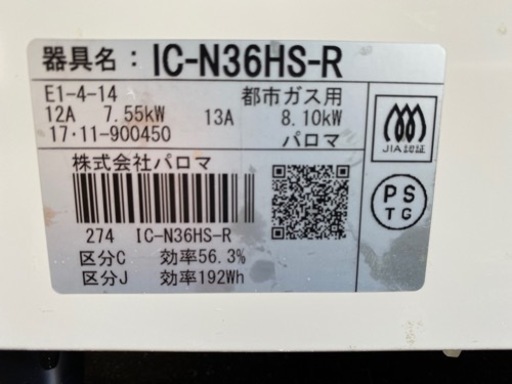 器具名：IC-N36HS-R
E1-4-14 都市ガス用
12A 7.55kW 13A 8.10kW
17・11-900450 パロマ
JIA認証
株式会社パロマ
PS
TG
274 IC-N36HS-R
区分C 効率56.3%
区分J 効率192Wh